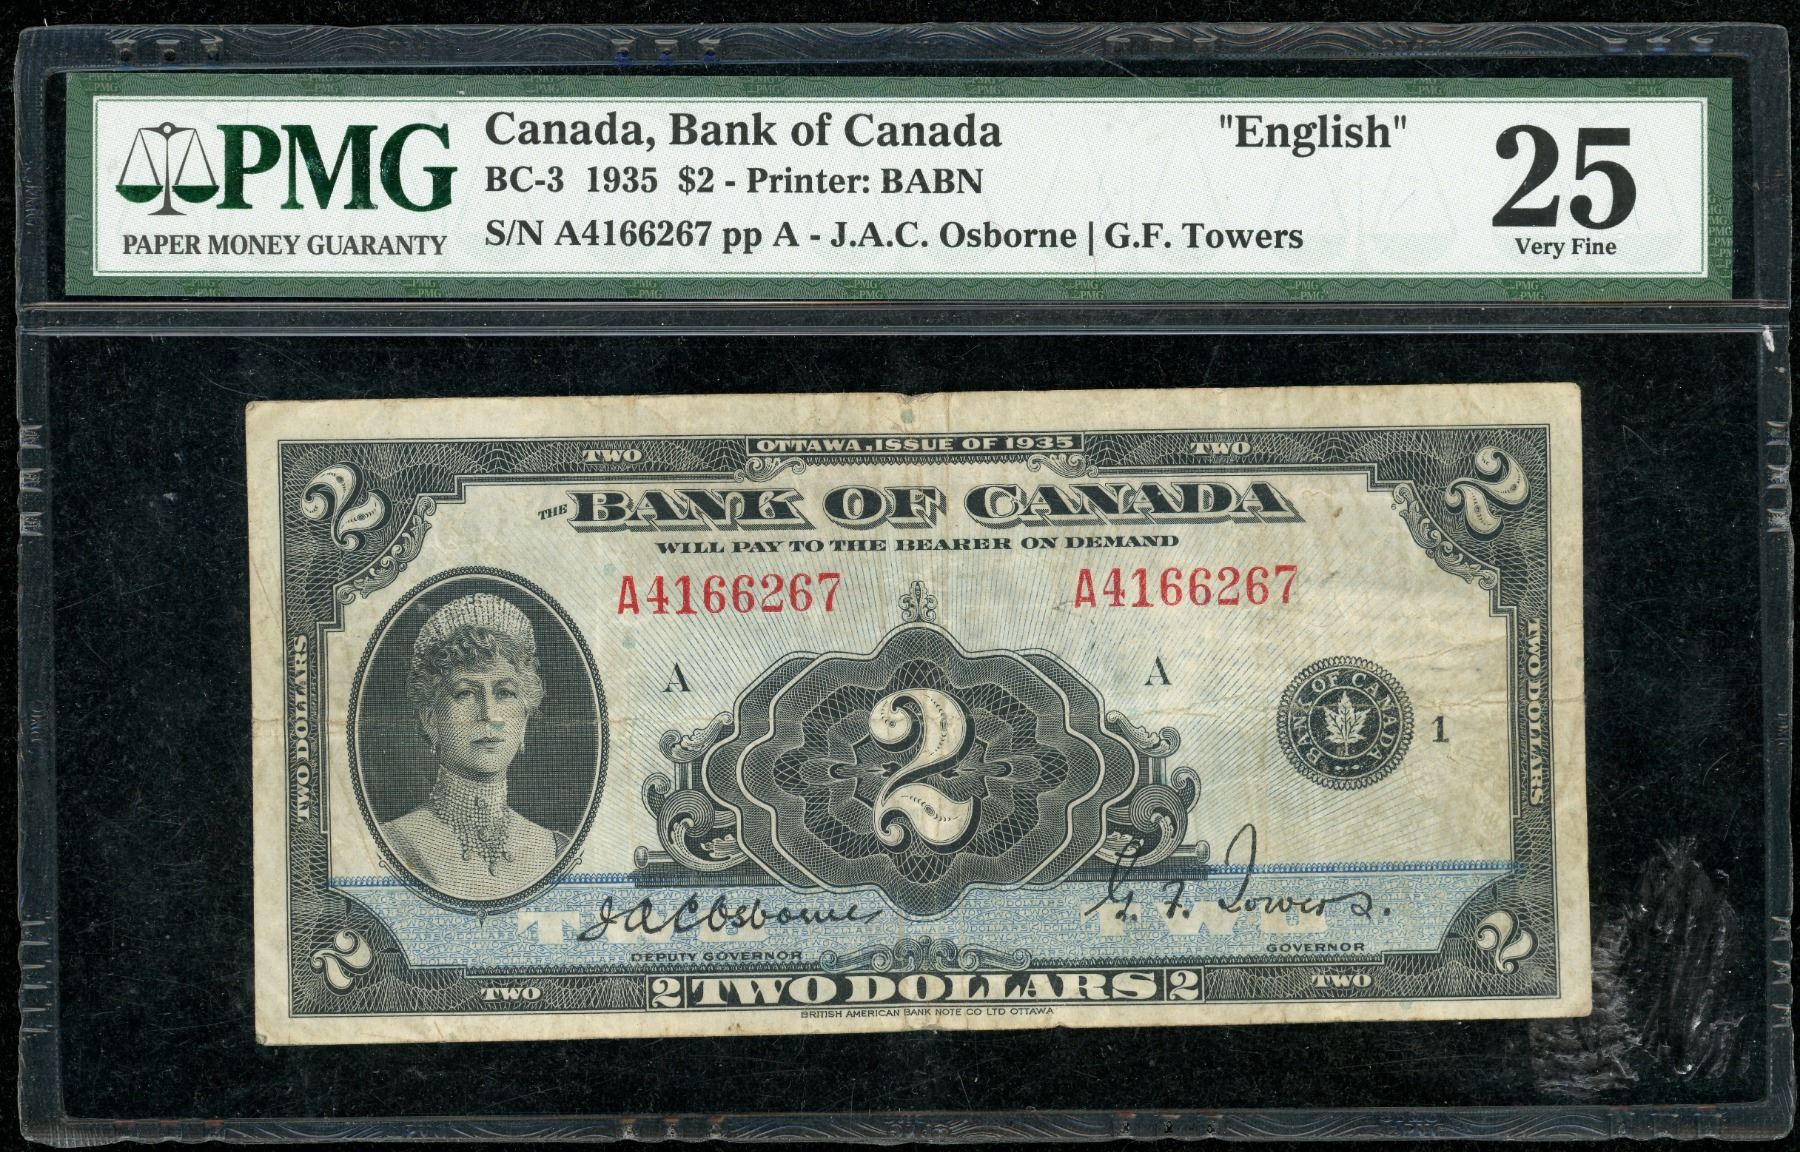 PMG
PAPER MONEY GUARANTY
Canada, Bank of Canada "English"
BC-3 1935 $2 - Printer: BABN
S/N A4166267 pp A - J.A.C. Osborne | G.F. Towers
25
Very Fine
OTTAWA, ISSUE OF 1935
TWO TWO
2 2
THE BANK OF CANADA
WILL PAY TO THE BEARER ON DEMAND
A4166267 A4166267
A A
TWO DOLLARS
2
BANK OF CANADA
1
TWO DOLLARS
TWO TWO
J.A.C. Osborne G. F. Towers.
DEPUTY GOVERNOR GOVERNOR
2 2
TWO 2 TWO DOLLARS 2 TWO
BRITISH AMERICAN BANK NOTE CO LTD OTTAWA